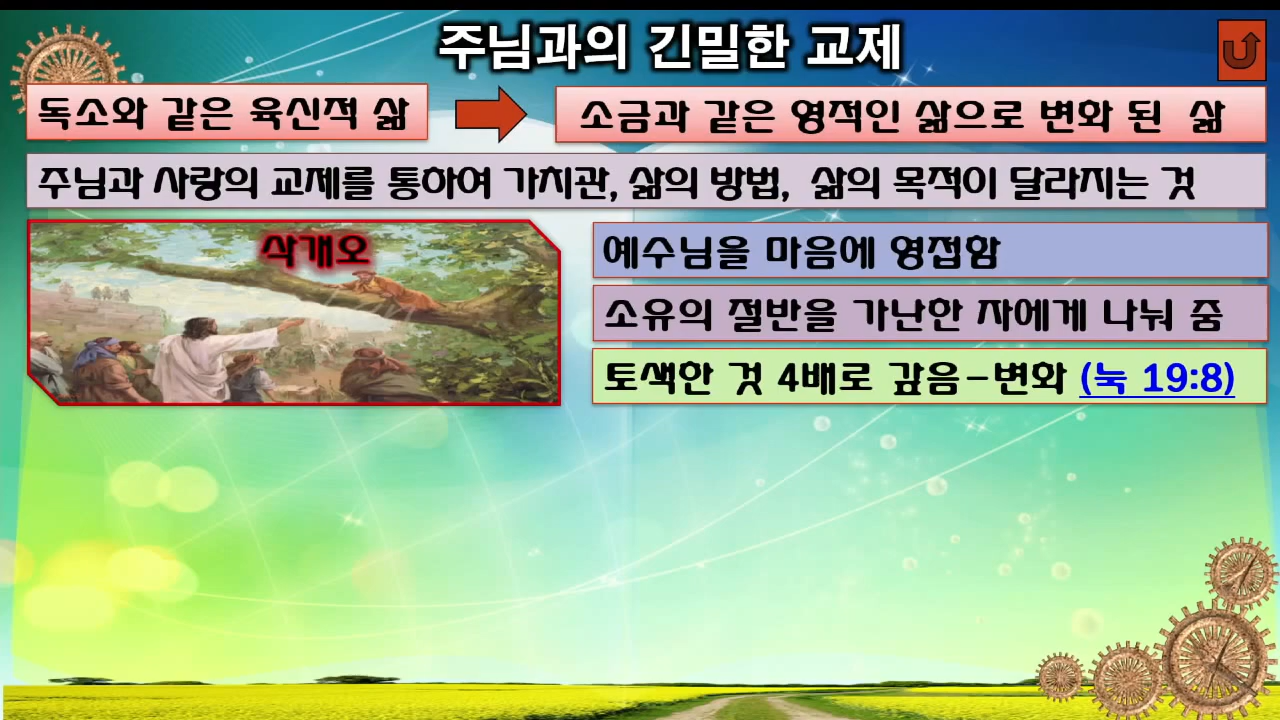 주님과의 긴밀한 교제
독소와 같은 육신적 삶
소금과 같은 영적인 삶으로 변화 된 삶
주님과 사랑의 교제를 통하여 가치관, 삶의 방법, 삶의 목적이 달라지는 것
삭개오
예수님을 마음에 영접함
소유의 절반을 가난한 자에게 나눠 줌
토색한 것 4배로 갚음-변화 (눅 19:8)